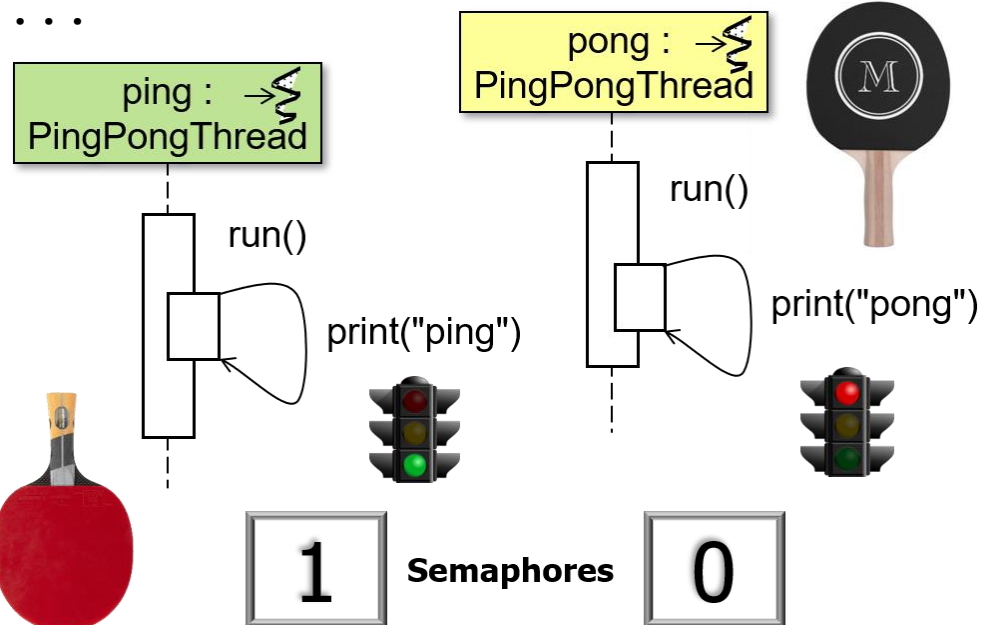 . . .
ping :
PingPongThread
run()
print("ping")
pong :
PingPongThread
run()
print("pong")
M
1
Semaphores
0